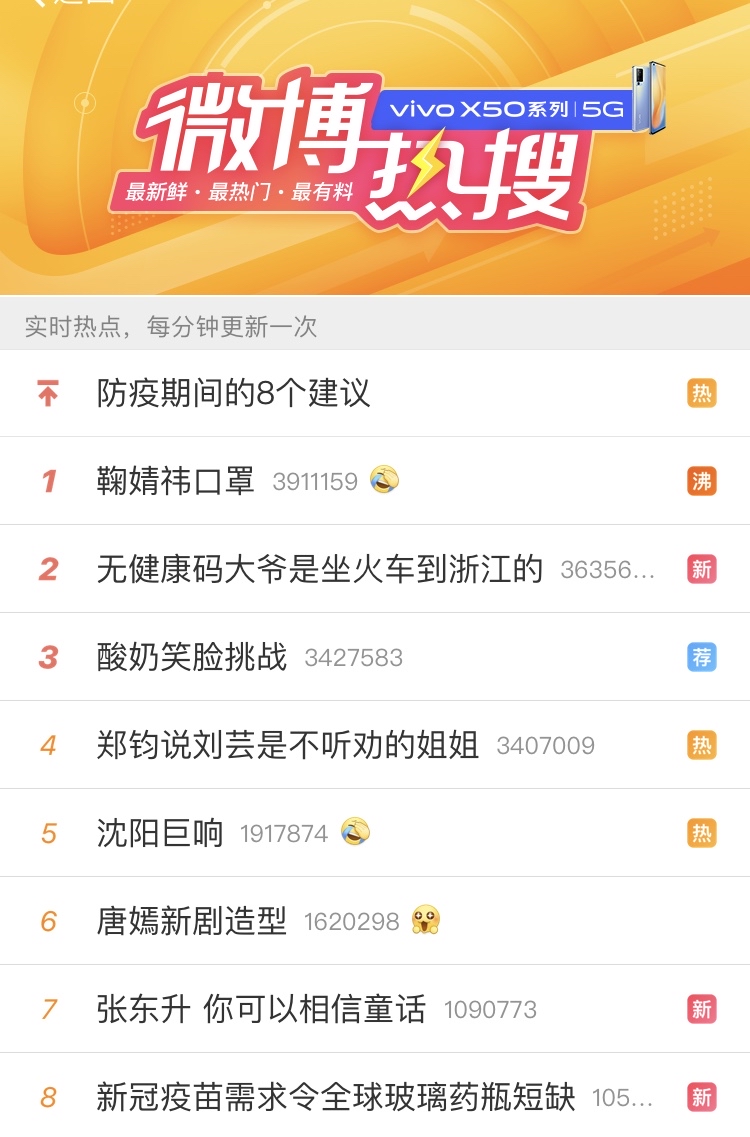 微博
vivo X50系列|5G
热搜
最新鲜·最热门·最有料
实时热点，每分钟更新一次
防疫期间的8个建议 热
1 鞠婧祎口罩 3911159 沸
2 无健康码大爷是坐火车到浙江的 36356... 新
3 酸奶笑脸挑战 3427583 荐
4 郑钧说刘芸是不听劝的姐姐 3407009 热
5 沈阳巨响 1917874 热
6 唐嫣新剧造型 1620298
7 张东升 你可以相信童话 1090773 新
8 新冠疫苗需求令全球玻璃药瓶短缺 105... 新